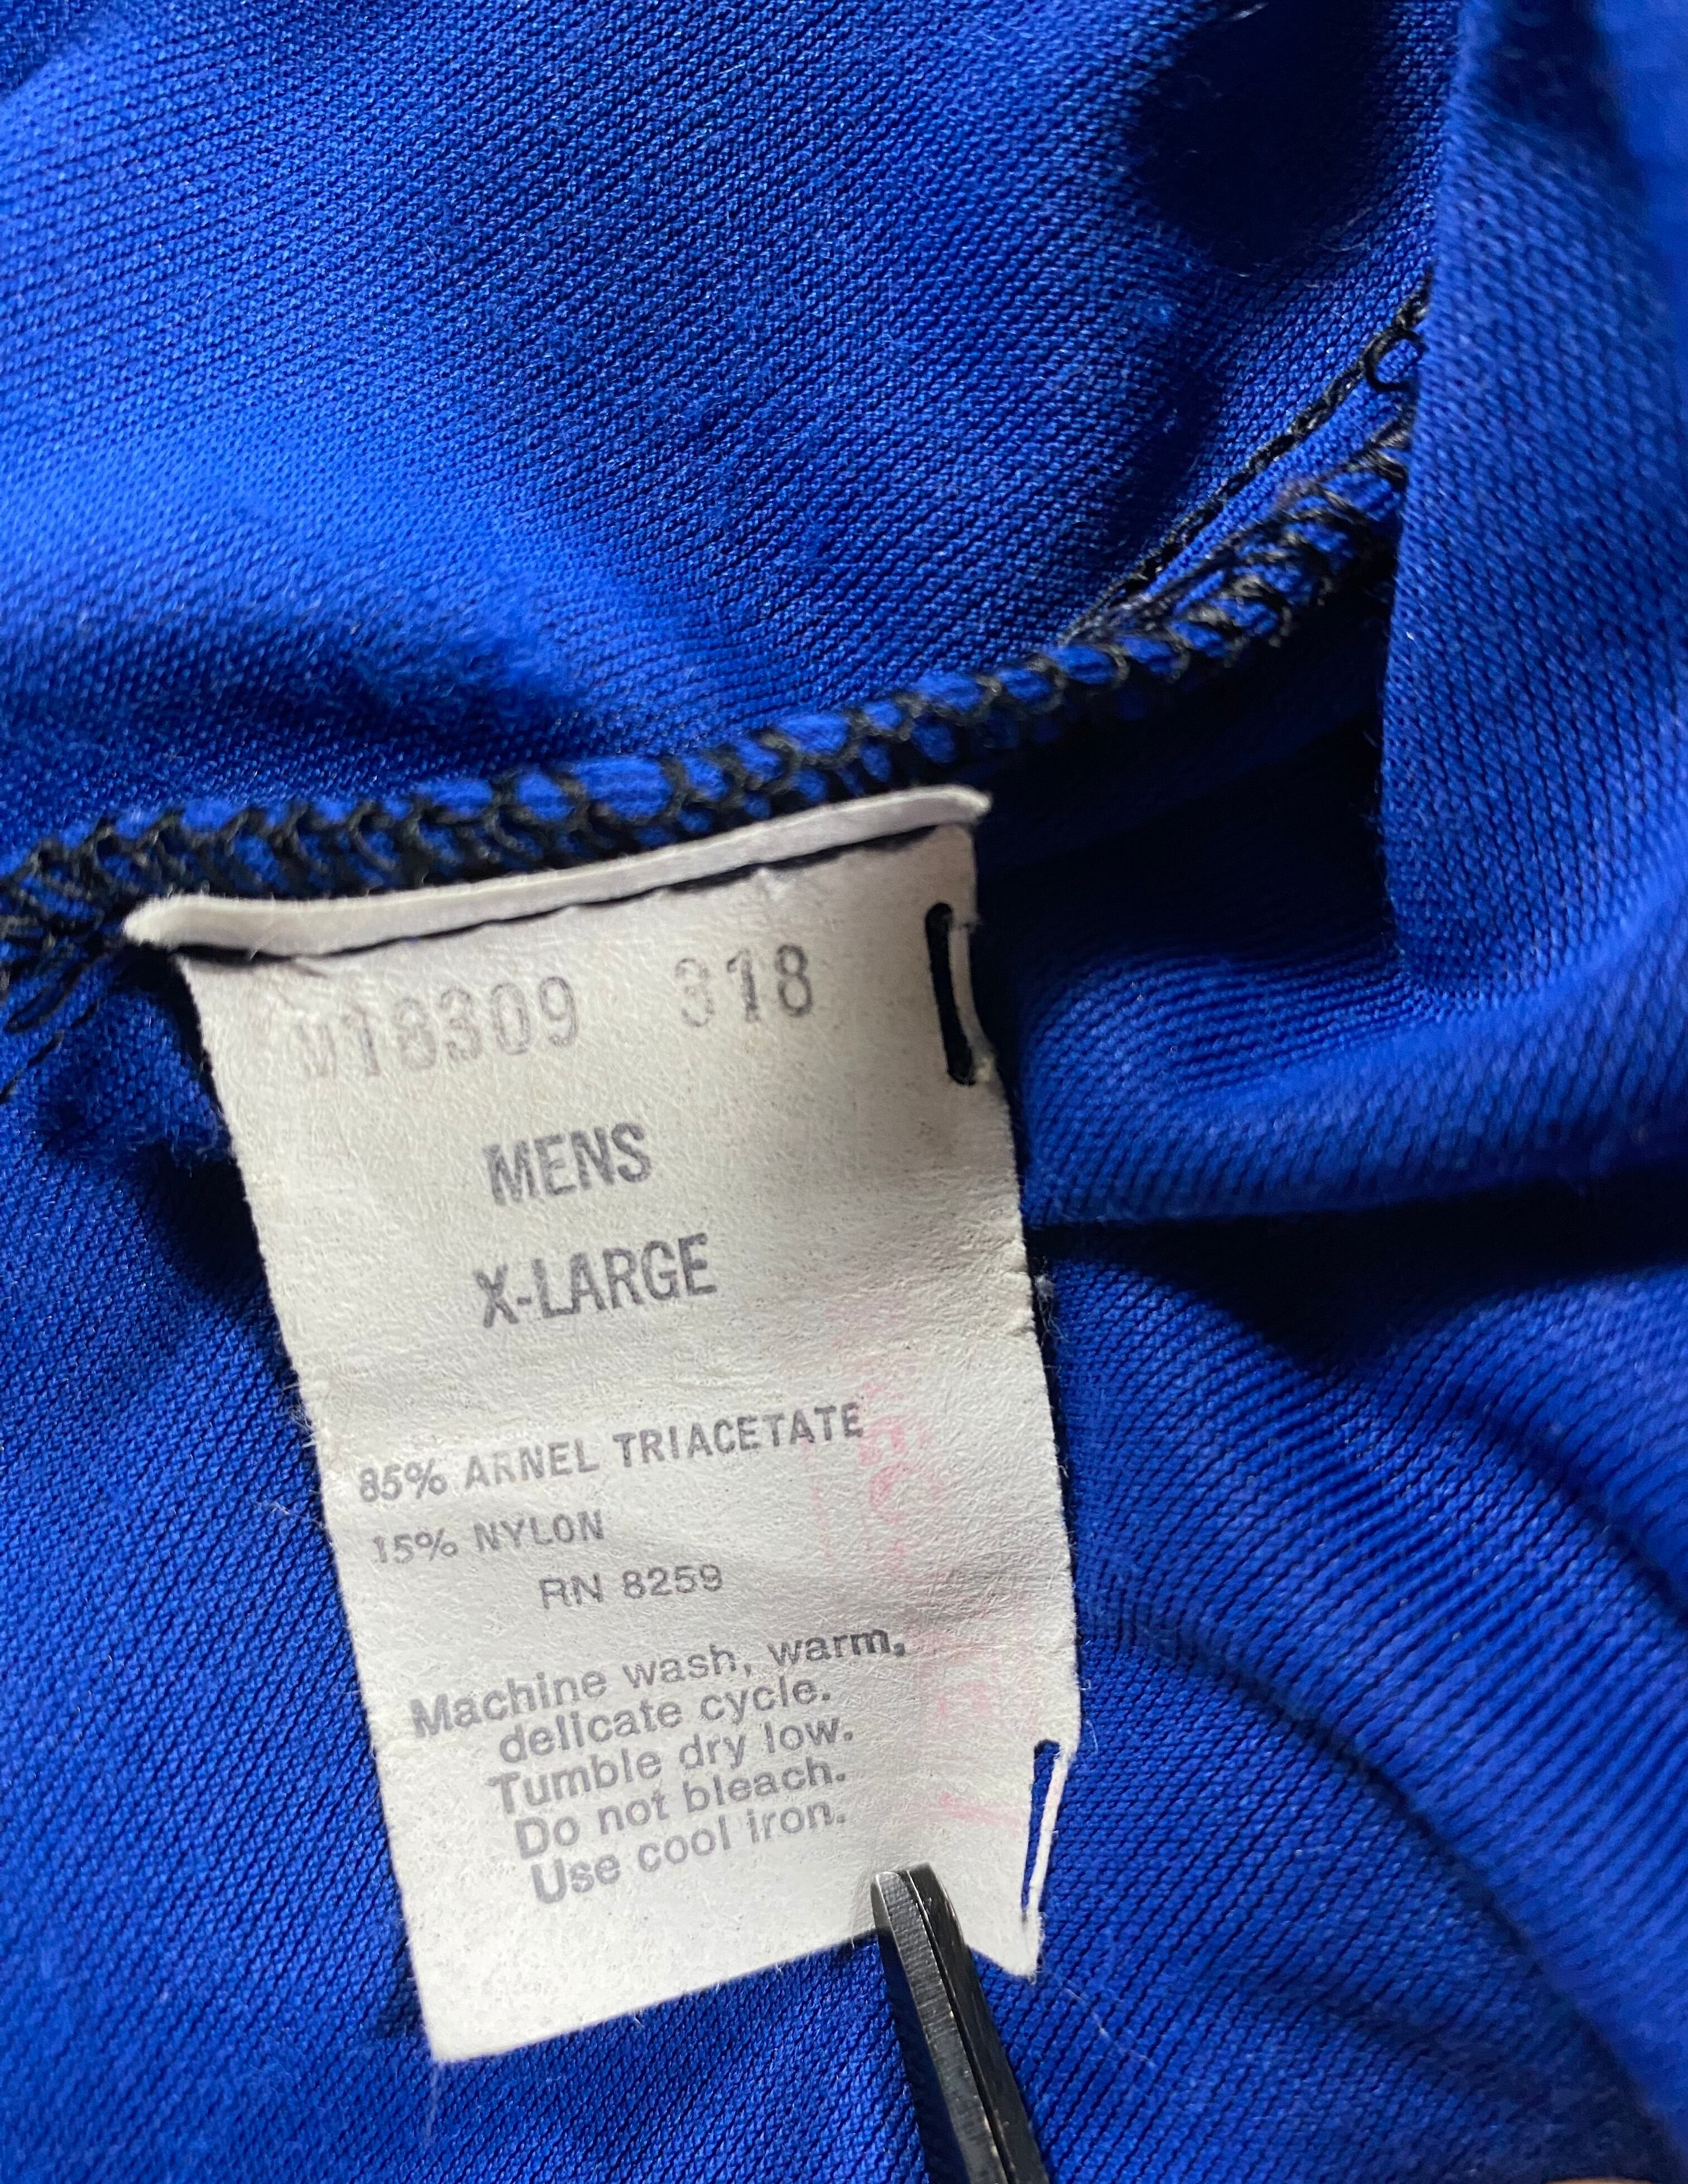 W18309 318
MENS
X-LARGE
85% ARNEL TRIACETATE
15% NYLON
RN 8259
Machine wash, warm,
delicate cycle.
Tumble dry low.
Do not bleach.
Use cool iron.